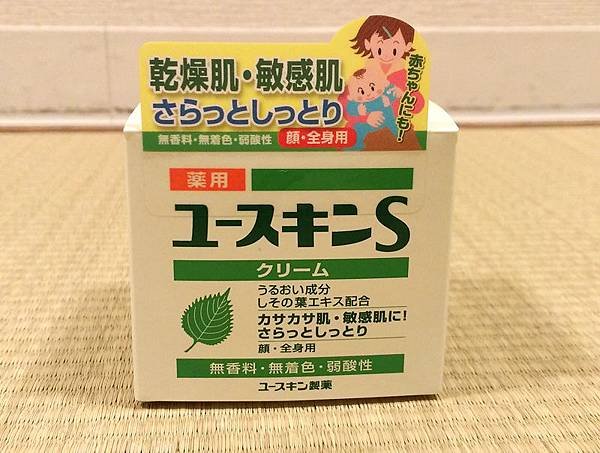 乾燥肌・敏感肌
さらっとしっとり
無香料・無着色・弱酸性 顔・全身用
赤ちゃんにも!
薬用
ユースキンS
クリーム
うるおい成分
しその葉エキス配合
カサカサ肌・敏感肌に!
さらっとしっとり
顔・全身用
無香料・無着色・弱酸性
ユースキン製薬